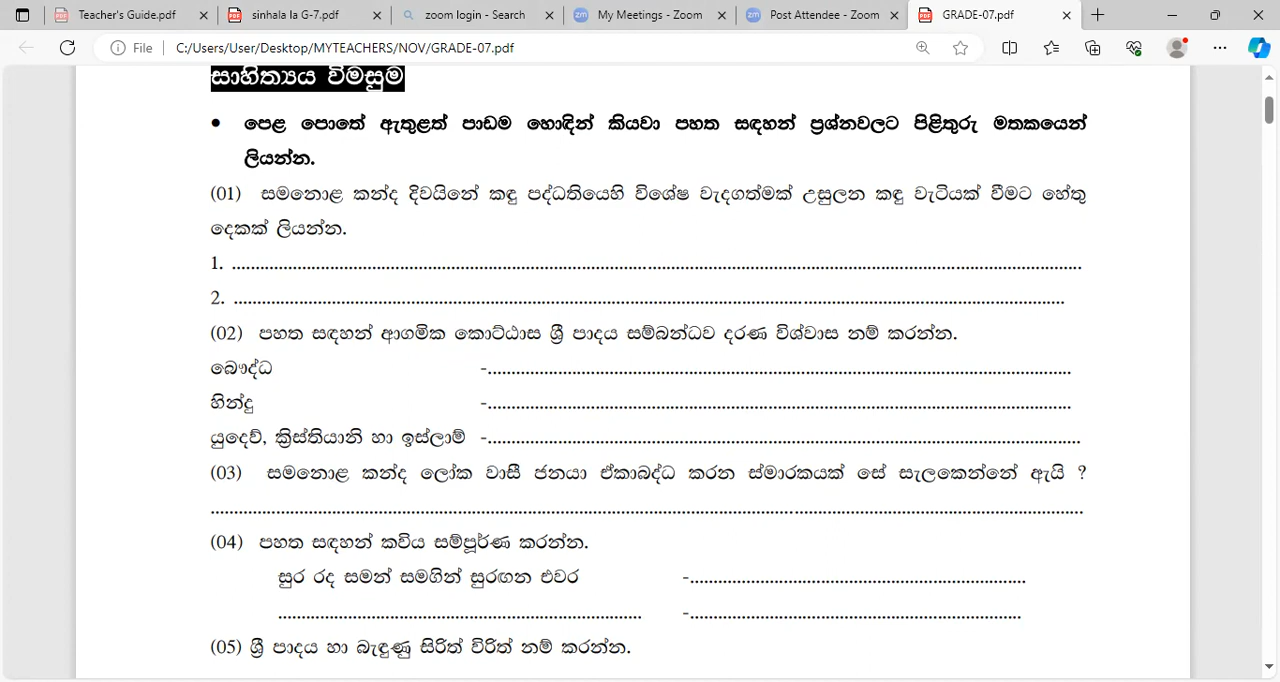 Teacher's Guide.pdf
sinhala la G-7.pdf
zoom login - Search
My Meetings - Zoom
Post Attendee - Zoom
GRADE-07.pdf
File
C:/Users/User/Desktop/MYTEACHERS/NOV/GRADE-07.pdf
සාහිත්‍යය විමසුම
• පෙළ පොතේ ඇතුළත් පාඩම හොඳින් කියවා පහත සඳහන් ප්‍රශ්නවලට පිළිතුරු මතකයෙන්
ලියන්න.
(01) සමනොළ කන්ද දිවයිනේ කඳු පද්ධතියෙහි විශේෂ වැදගත්මක් උසුලන කඳු වැටියක් වීමට හේතු
දෙකක් ලියන්න.
1. ................................................................
2. ................................................................
(02) පහත සඳහන් ආගමික කොට්ඨාස ශ්‍රී පාදය සම්බන්ධව දරණ විශ්වාස නම් කරන්න.
බෞද්ධ -................................................................
හින්දු -................................................................
යුදෙව්, ක්‍රිස්තියානි හා ඉස්ලාම් -................................................................
(03) සමනොළ කන්ද ලෝක වාසී ජනයා ඒකාබද්ධ කරන ස්මාරකයක් සේ සැලකෙන්නේ ඇයි ?
................................................................
(04) පහත සඳහන් කවිය සම්පූර්ණ කරන්න.
සුර රද සමන් සමගින් සුරඟන එවර -................................................................
................................................................ -................................................................
(05) ශ්‍රී පාදය හා බැඳුණු සිරිත් විරිත් නම් කරන්න.